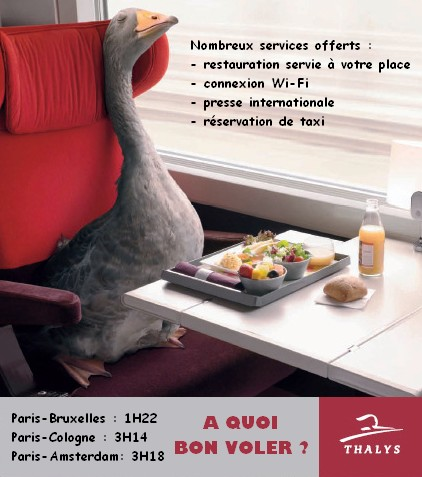 Nombreux services offerts :
- restauration servie à votre place
- connexion Wi-Fi
- presse internationale
- réservation de taxi
Paris-Bruxelles : 1H22
Paris-Cologne : 3H14
Paris-Amsterdam: 3H18
A QUOI
BON VOLER ?
THALYS